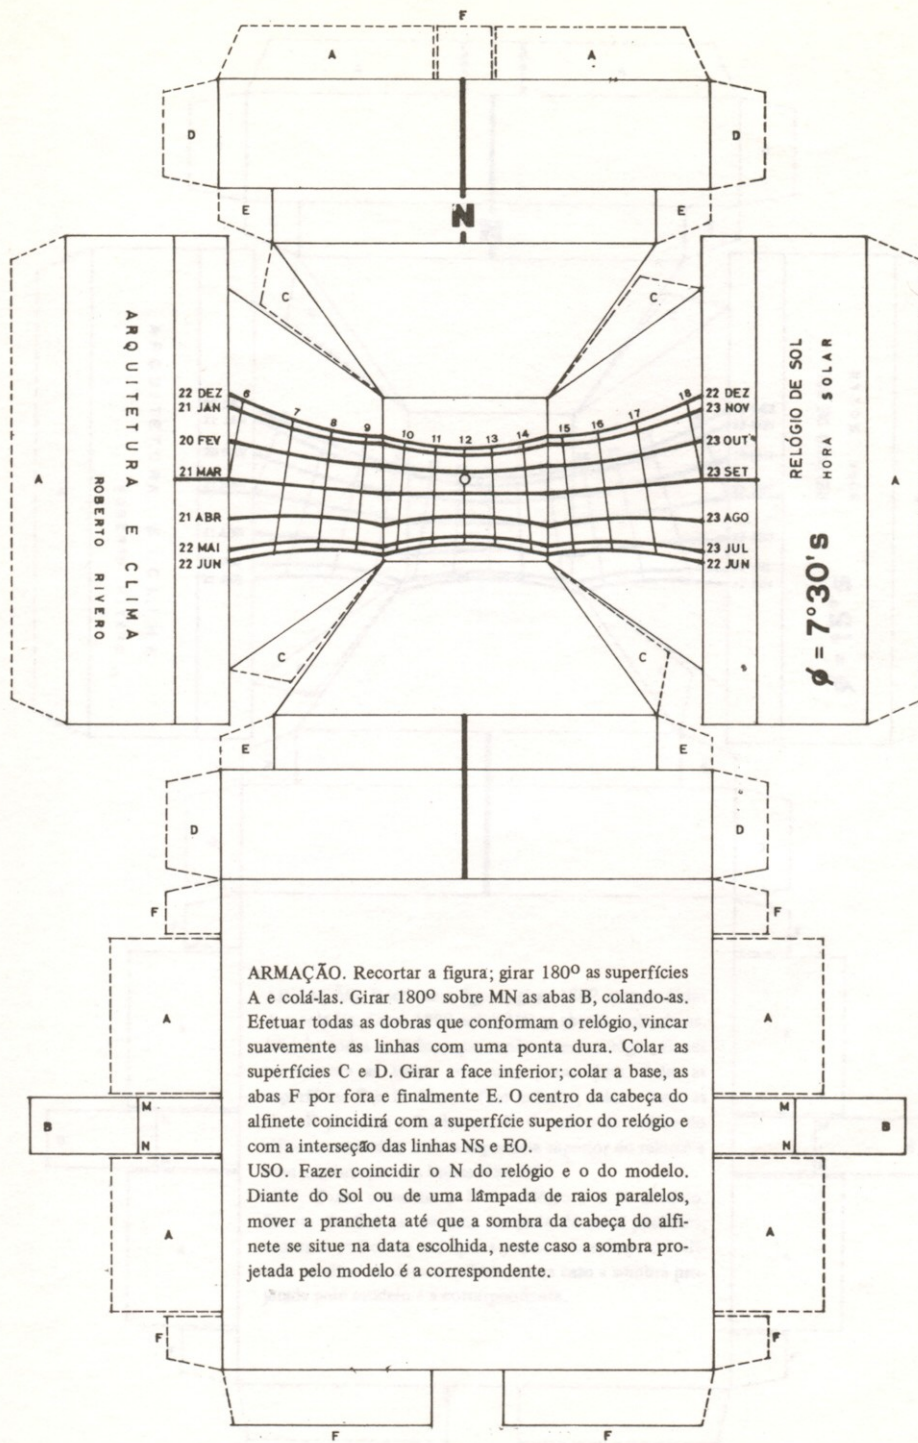 F
A A
D D
E N E
C C
ARQUITETURA E CLIMA
ROBERTO RIVERO
RELÓGIO DE SOL
HORA SOLAR
ϕ = 7º30'S
A A
22 DEZ 6 18 22 DEZ
21 JAN 7 8 9 10 11 12 13 14 15 16 17 23 NOV
20 FEV 23 OUT
21 MAR 23 SET
21 ABR 23 AGO
22 MAI 23 JUL
22 JUN 22 JUN
C C
E E
D D
F F
ARMAÇÃO. Recortar a figura; girar 180º as superfícies
A e colá-las. Girar 180º sobre MN as abas B, colando-as.
Efetuar todas as dobras que conformam o relógio, vincar
suavemente as linhas com uma ponta dura. Colar as
supérfícies C e D. Girar a face inferior; colar a base, as
abas F por fora e finalmente E. O centro da cabeça do
alfinete coincidirá com a superfície superior do relógio e
com a interseção das linhas NS e EO.
USO. Fazer coincidir o N do relógio e o do modelo.
Diante do Sol ou de uma lâmpada de raios paralelos,
mover a prancheta até que a sombra da cabeça do alfi-
nete se situe na data escolhida, neste caso a sombra pro-
jetada pelo modelo é a correspondente.
A A
M M
B B
N N
A A
F F
F F